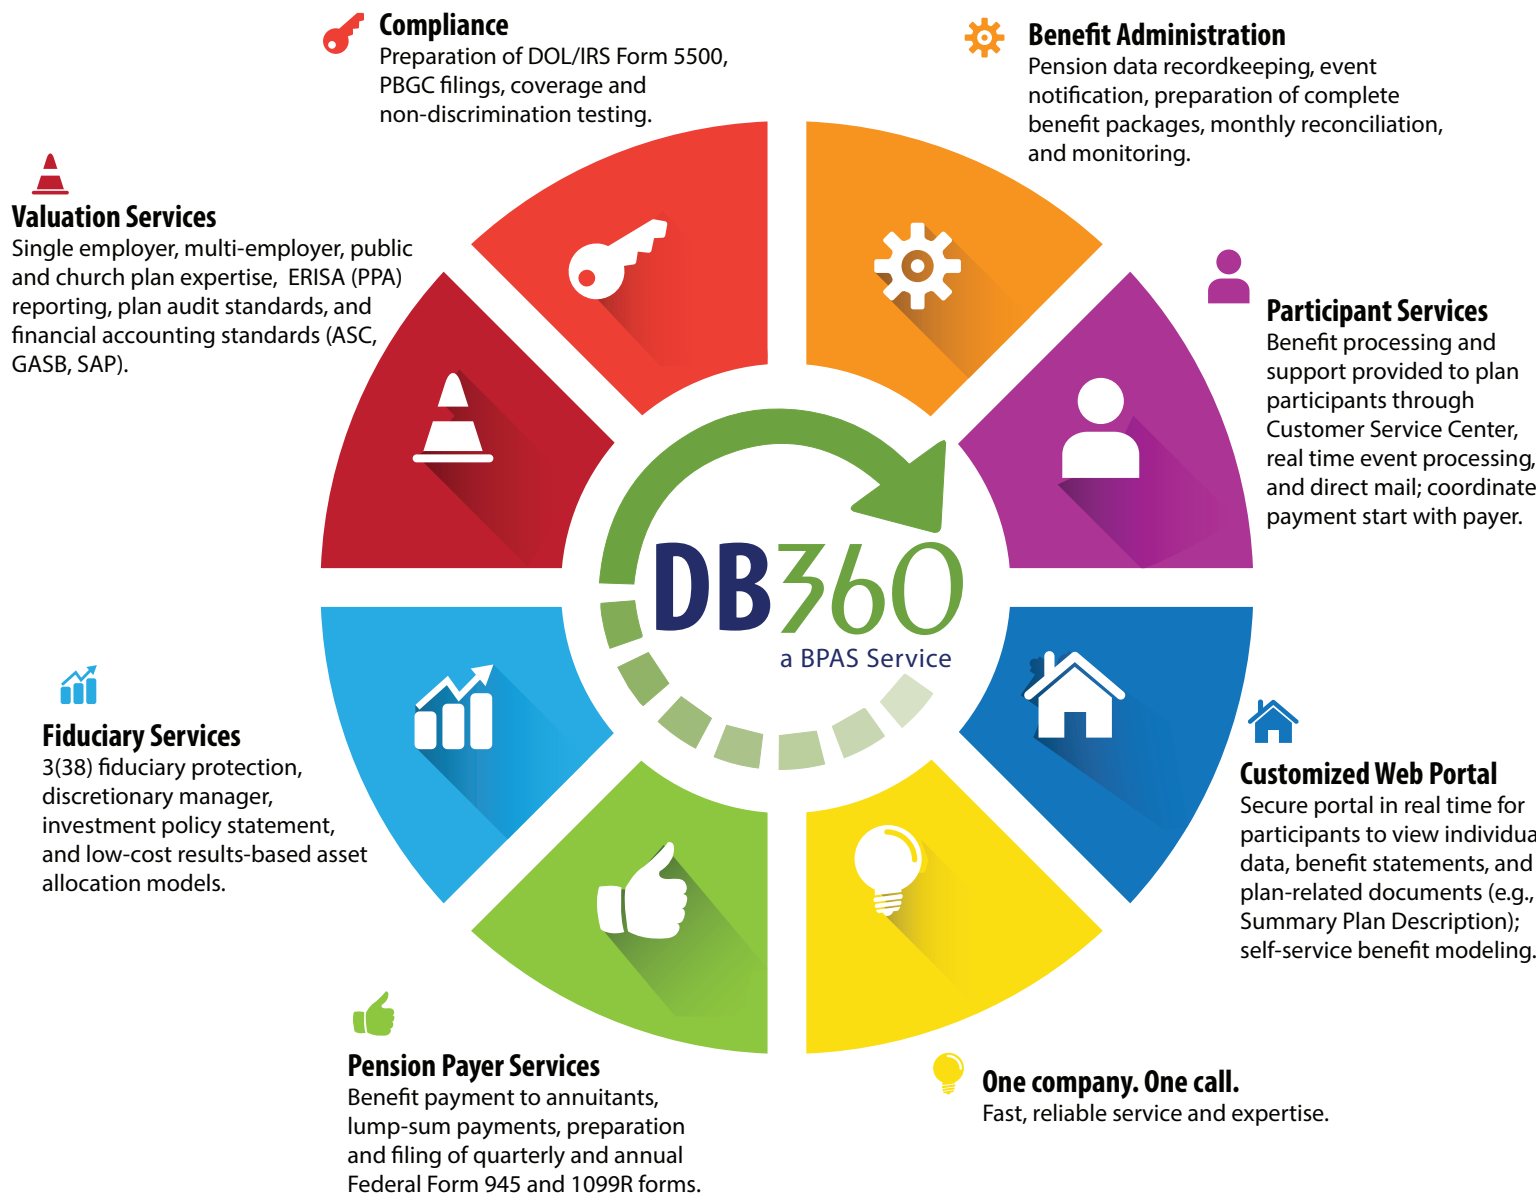 Compliance
Preparation of DOL/IRS Form 5500,
PBGC filings, coverage and
non-discrimination testing.
Benefit Administration
Pension data recordkeeping, event
notification, preparation of complete
benefit packages, monthly reconciliation,
and monitoring.
Valuation Services
Single employer, multi-employer, public
and church plan expertise, ERISA (PPA)
reporting, plan audit standards, and
financial accounting standards (ASC,
GASB, SAP).
Participant Services
Benefit processing and
support provided to plan
participants through
Customer Service Center,
real time event processing,
and direct mail; coordinate
payment start with payer.
DB360
a BPAS Service
Fiduciary Services
3(38) fiduciary protection,
discretionary manager,
investment policy statement,
and low-cost results-based asset
allocation models.
Customized Web Portal
Secure portal in real time for
participants to view individua
data, benefit statements, and
plan-related documents (e.g.,
Summary Plan Description);
self-service benefit modeling.
Pension Payer Services
Benefit payment to annuitants,
lump-sum payments, preparation
and filing of quarterly and annual
Federal Form 945 and 1099R forms.
One company. One call.
Fast, reliable service and expertise.